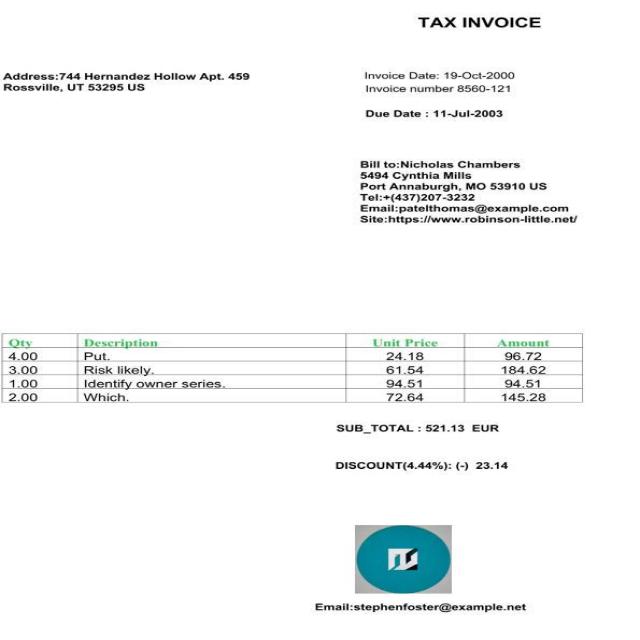 TAX INVOICE
Address:744 Hernandez Hollow Apt. 459
Rossville, UT 53295 US
Invoice Date: 19-Oct-2000
Invoice number 8560-121
Due Date : 11-Jul-2003
Bill to:Nicholas Chambers
5494 Cynthia Mills
Port Annaburgh, MO 53910 US
Tel:+(437)207-3232
Email:patelthomas@example.com
Site:https://www.robinson-little.net/
Qty Description Unit Price Amount
4.00 Put. 24.18 96.72
3.00 Risk likely. 61.54 184.62
1.00 Identify owner series. 94.51 94.51
2.00 Which. 72.64 145.28
SUB_TOTAL : 521.13 EUR
DISCOUNT(4.44%): (-) 23.14
Email:stephenfoster@example.net